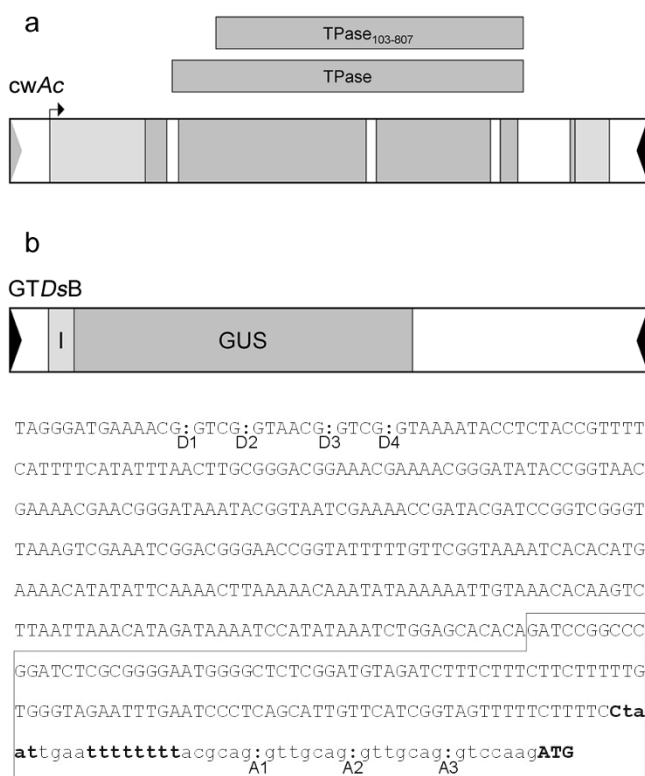 a
TPase103-807
TPase
cwAc
b
GTDsB
I
GUS
TAGGGATGAAAACG:GTCG:GTAACG:GTCG:GTAAAATACCTCTACCGTTTT
D1 D2 D3 D4
CATTTTCATATTTAACTTGCGGGACGGAAACGAAAACGGGATATACCGGTAAC
GAAAACGAACGGGATAAATACGGTAATCGAAAACCGATACGATCCGGTCGGGT
TAAAGTCGAAATCGGACGGGAACCGGTATTTTTGTTCGGTAAAATCACACATG
AAAACATATATTCAAAACTTAAAAACAAATATAAAAAATTGTAAACACAAGTC
TTAATTAAACATAGATAAAATCCATATAAATCTGGAGCACACAGATCCGGCCC
GGATCTCGCGGGGAATGGGGCTCTCGGATGTAGATCTTTCTTTCTTCTTTTTG
TGGGTAGAATTTGAATCCCTCAGCATTGTTCATCGGTAGTTTTTCTTTTCCta
attgaattttttttacgcag:gttgcag:gttgcag:gtccaagATG
A1 A2 A3